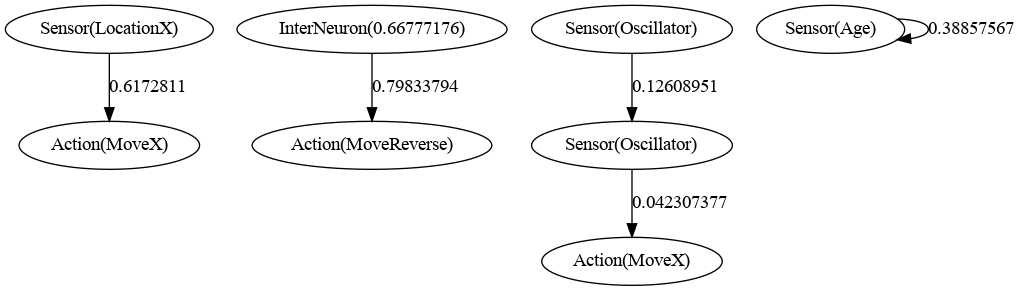 Sensor(LocationX)
InterNeuron(0.66777176)
Sensor(Oscillator)
Sensor(Age)
0.38857567
0.6172811
0.79833794
0.12608951
Action(MoveX)
Action(MoveReverse)
Sensor(Oscillator)
0.042307377
Action(MoveX)